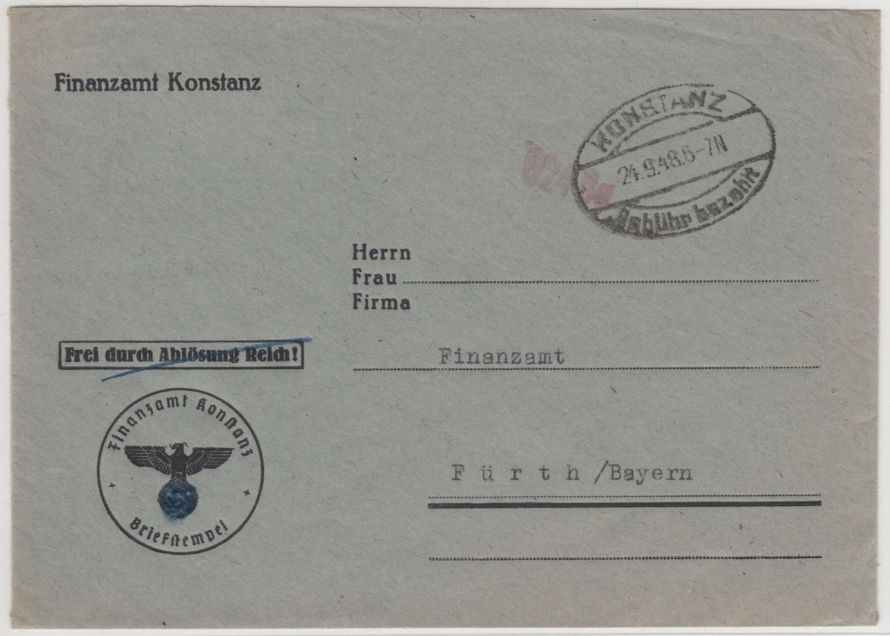 Finanzamt Konstanz
KONSTANZ
24.9.48.6-7N
Gebühr bezahlt
Herrn
Frau
Firma
Frei durch Ablösung Reich!
Finanzamt
Finanzamt Konstanz
Briefstempel
Fürth/Bayern